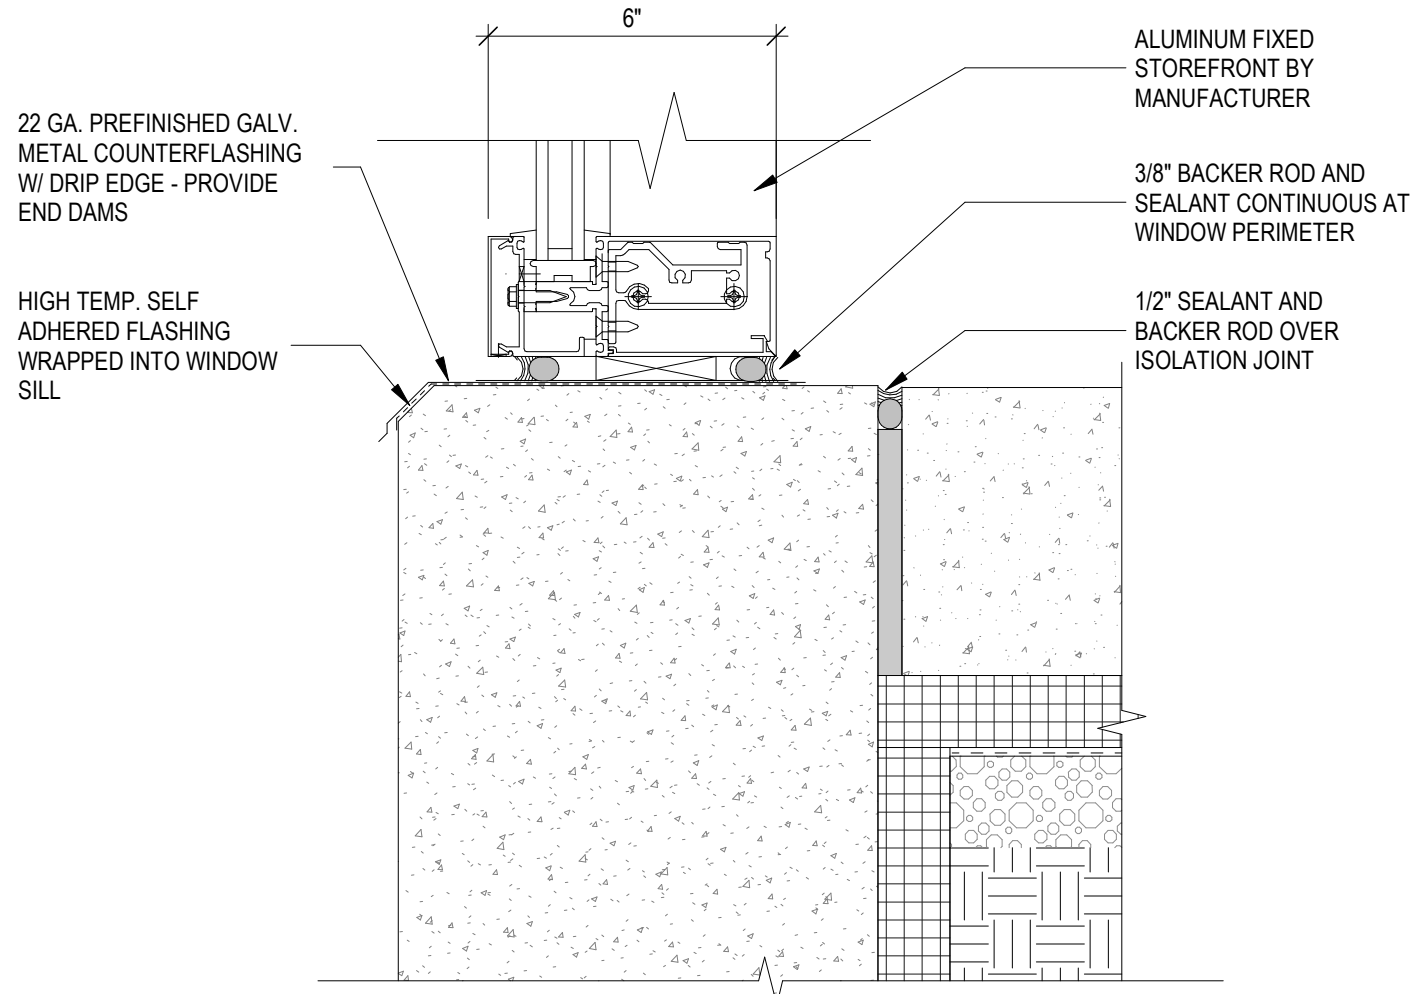 6"
ALUMINUM FIXED
STOREFRONT BY
MANUFACTURER
22 GA. PREFINISHED GALV.
METAL COUNTERFLASHING
W/ DRIP EDGE - PROVIDE
END DAMS
3/8" BACKER ROD AND
SEALANT CONTINUOUS AT
WINDOW PERIMETER
HIGH TEMP. SELF
ADHERED FLASHING
WRAPPED INTO WINDOW
SILL
1/2" SEALANT AND
BACKER ROD OVER
ISOLATION JOINT